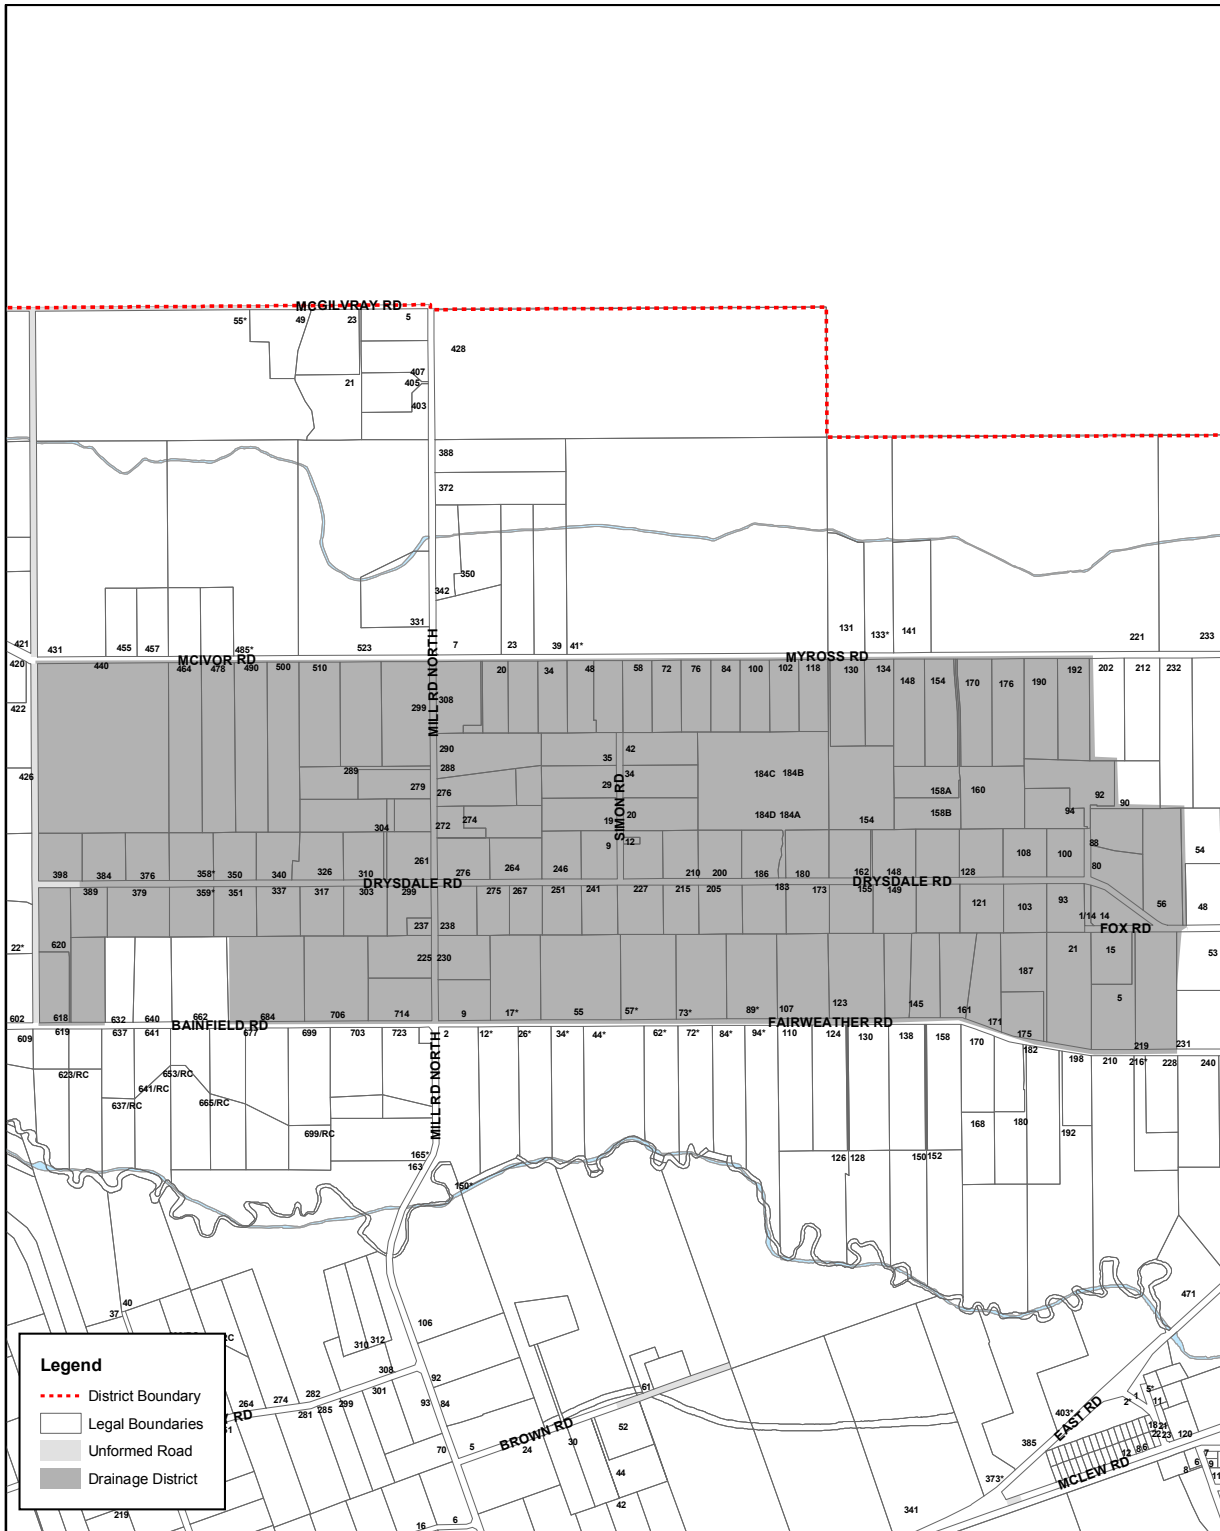 MCGILVRAY RD
55* 49 23 5
428
407
21 405
403
388
372
350
342
331
421 431 455 457 485* 523 7 23 39 41* 131 133* 141 221 233
MCIVOR RD MILL RD NORTH MYROSS RD
420 440 464 478 490 500 510 20 34 48 58 72 76 84 100 102 118 130 134 148 154 170 176 190 192 202 212 232
422 299 308
290 35 42
426 289 288 34 184C 184B
279 276 29 SIMON RD 158A 160 92 90
304 272 274 19 20 184D 184A 154 158B 94
9 12 88 54
261 108 100 80
398 384 376 358* 350 340 326 310 276 264 246 210 200 186 180 162 148 128
DRYSDALE RD DRYSDALE RD
389 379 359* 351 337 317 303 299 275 267 251 241 227 215 205 183 173 155 149 121 103 93 56 48
1/14 14
237 238 FOX RD
22* 620 225 230 21 15 53
187 5
602 618 632 640 662 684 706 714 9 17* 55 57* 73* 89* 107 123 145 161 171 175
BAINFIELD RD FAIRWEATHER RD
609 619 637 641 677 699 703 723 2 12* 26* 34* 44* 62* 72* 84* 94* 110 124 130 138 158 170 182 198 210 219 216* 231 228 240
623/RC 653/RC
641/RC
637/RC 665/RC
699/RC
MILL RD NORTH
168 180 192
165*
163
150*
126 128 150 152
40
37
106
471
310 312
308
92
301
93 84
264 274 282
281 285 299
61
BROWN RD
52
70 5 24 30
44
42
16 6
219
EAST RD
403*
385
373*
341
2* 1 5* 11
18 21
22 23 120
12 8 6
MCLEW RD
7
6 9
8 11
Legend
District Boundary
Legal Boundaries
Unformed Road
Drainage District